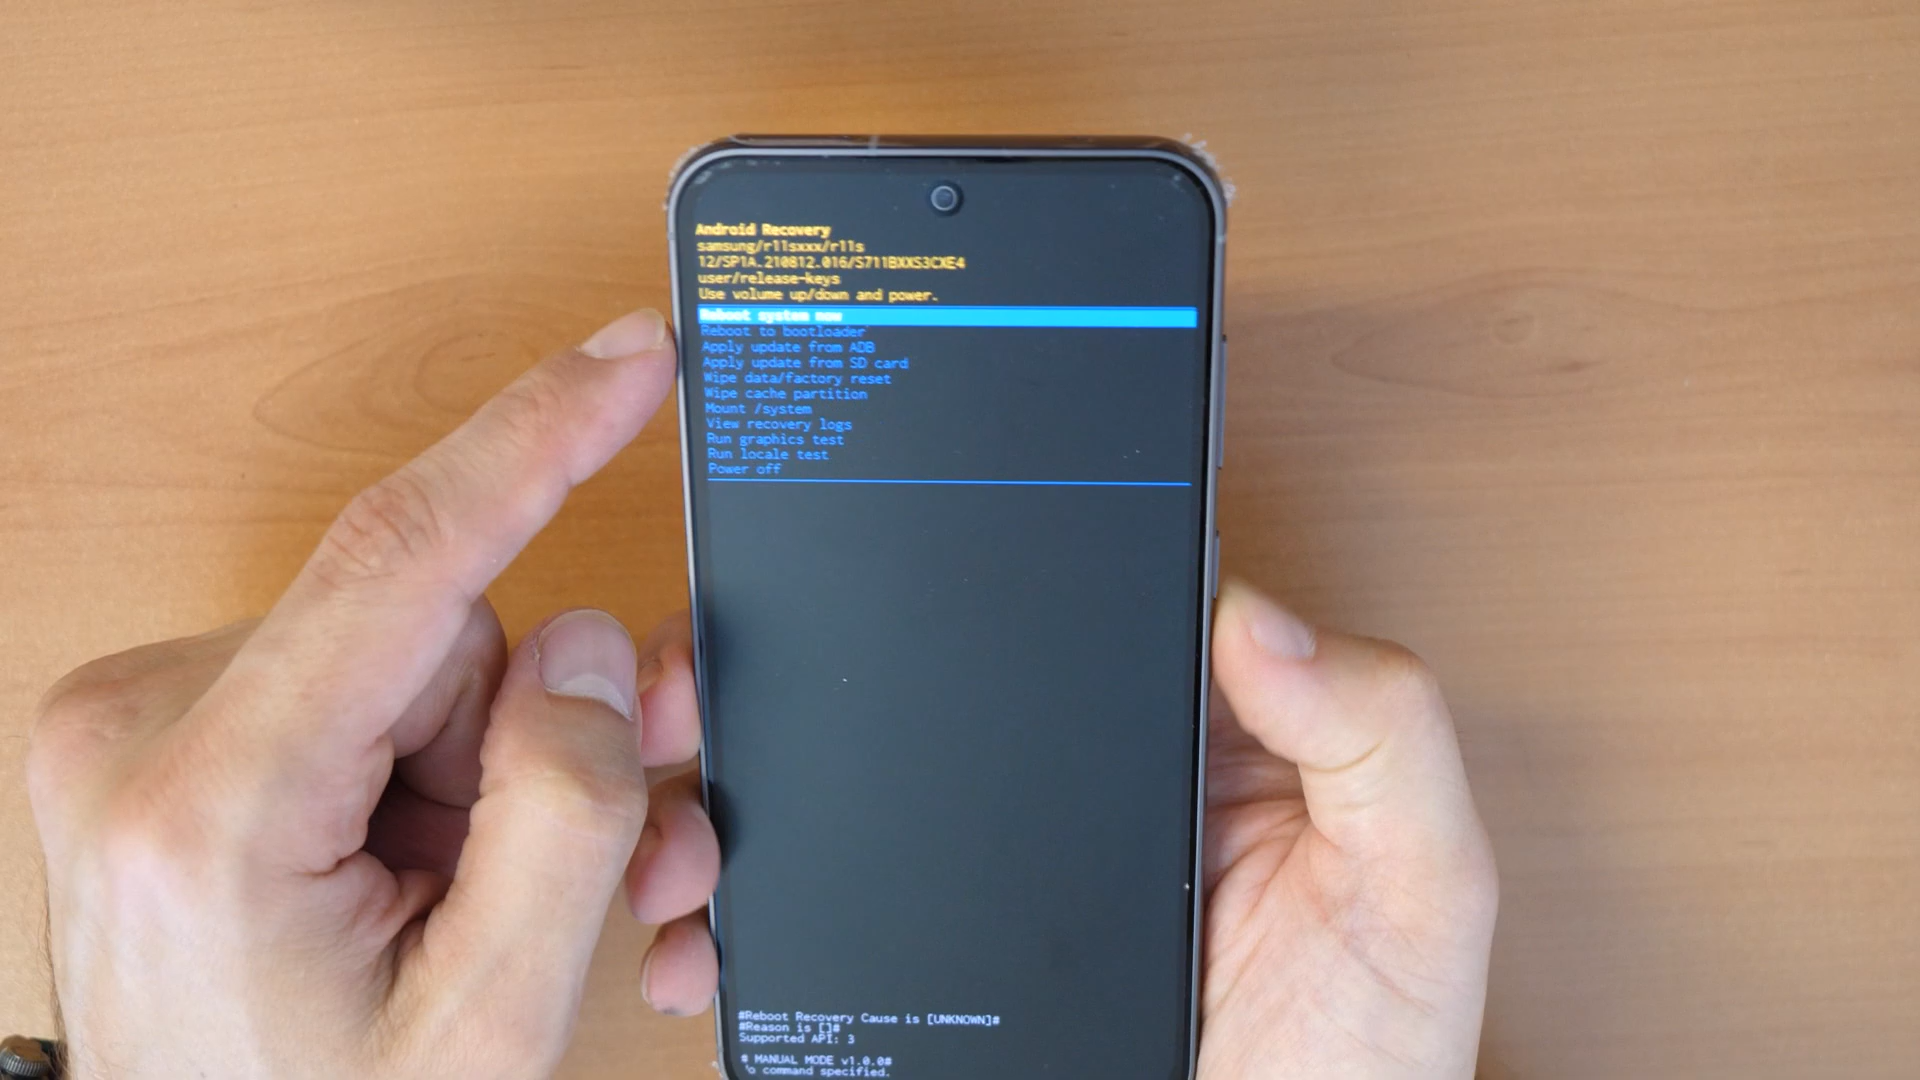 Android Recovery
samsung/r11sxxx/r11s
12/SP1A.210812.016/S711BXXS3CXE4
user/release-keys
Use volume up/down and power.
Reboot system now
Reboot to bootloader
Apply update from ADB
Apply update from SD card
Wipe data/factory reset
Wipe cache partition
Mount /system
View recovery logs
Run graphics test
Run locale test
Power off
#Reboot Recovery Cause is [UNKNOWN]#
#Reason is []#
Supported API: 3
# MANUAL MODE v1.0.0#
o command specified.